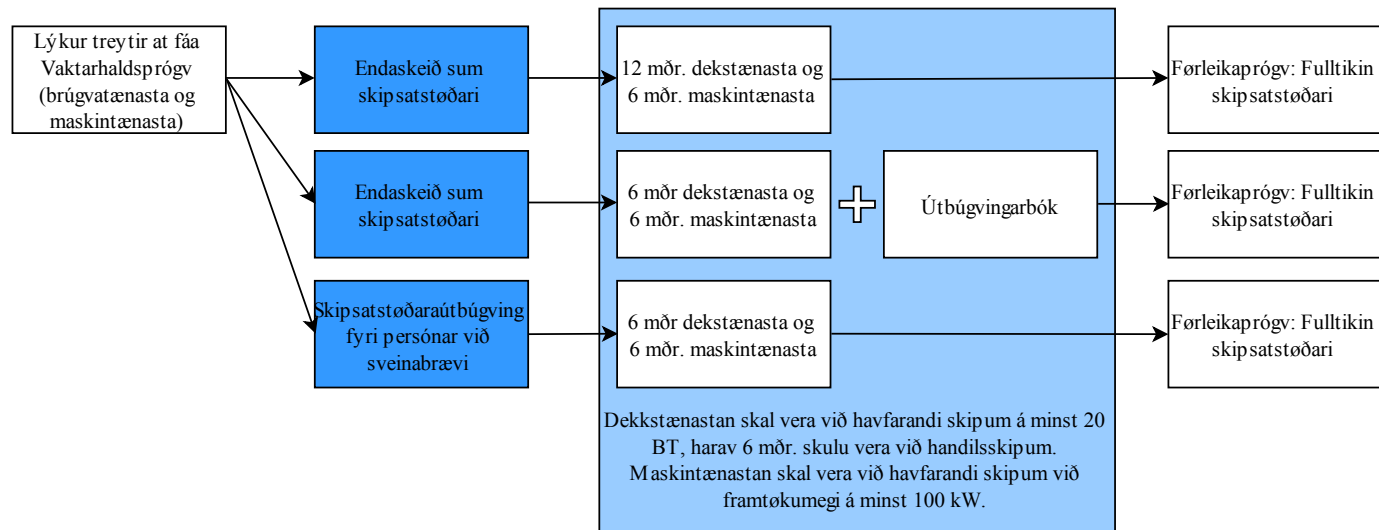 Lýkur treytir at fáa
Vaktarhaldsprógv
(brúgvatænasta og
maskintænasta)
Endaskeið sum
skipsatstøðari
12 mðr. dekstænasta og
6 mðr. maskintænasta
Førleikaprógv: Fulltikin
skipsatstøðari
Endaskeið sum
skipsatstøðari
6 mðr dekstænasta og
6 mðr. maskintænasta
Útbúgvingarbók
Førleikaprógv: Fulltikin
skipsatstøðari
Skipsatstøðaraútbúgving
fyri persónar við
sveinabrævi
6 mðr dekstænasta og
6 mðr. maskintænasta
Førleikaprógv: Fulltikin
skipsatstøðari
Dekkstænastan skal vera við havfarandi skipum á minst 20
BT, harav 6 mðr. skulu vera við handilsskipum.
Maskintænastan skal vera við havfarandi skipum við
framtøkumegi á minst 100 kW.